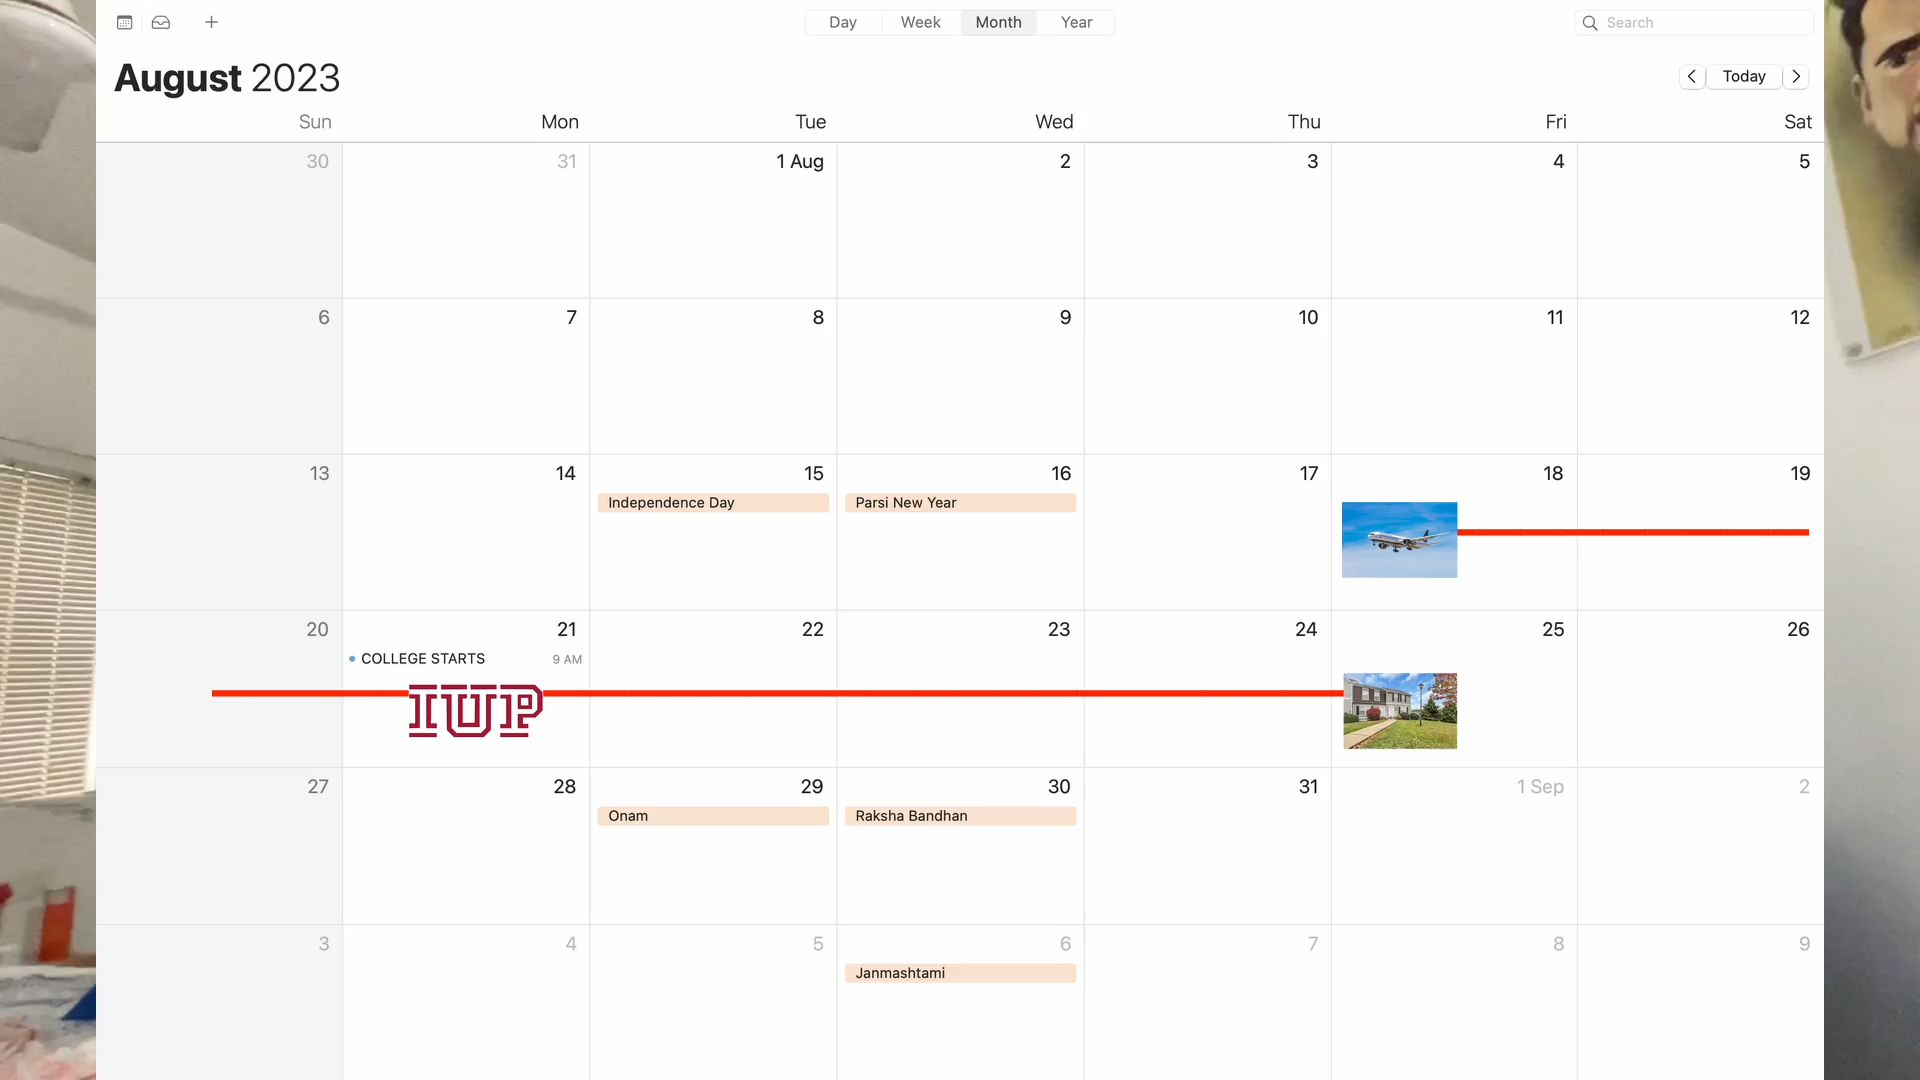 Day Week Month Year
Search
August 2023
Today
Sun Mon Tue Wed Thu Fri Sat
30 31 1 Aug 2 3 4 5
6 7 8 9 10 11 12
13 14 15 16 17 18 19
Independence Day Parsi New Year
20 21 22 23 24 25 26
COLLEGE STARTS 9 AM
IUP
27 28 29 30 31 1 Sep 2
Onam Raksha Bandhan
3 4 5 6 7 8 9
Janmashtami